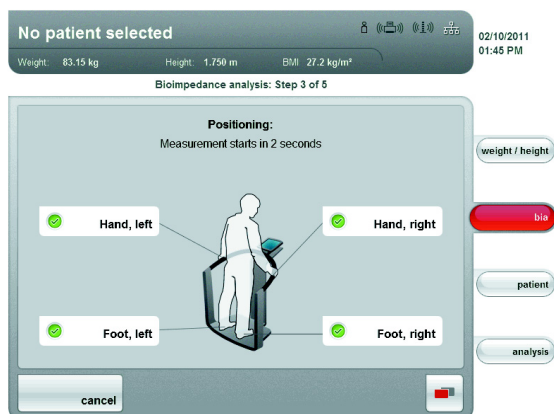 No patient selected
02/10/2011
01:45 PM
Weight: 83.15 kg Height: 1.750 m BMI 27.2 kg/m²
Bioimpedance analysis: Step 3 of 5
Positioning:
Measurement starts in 2 seconds
weight / height
Hand, left
Hand, right
bia
patient
Foot, left
Foot, right
analysis
cancel